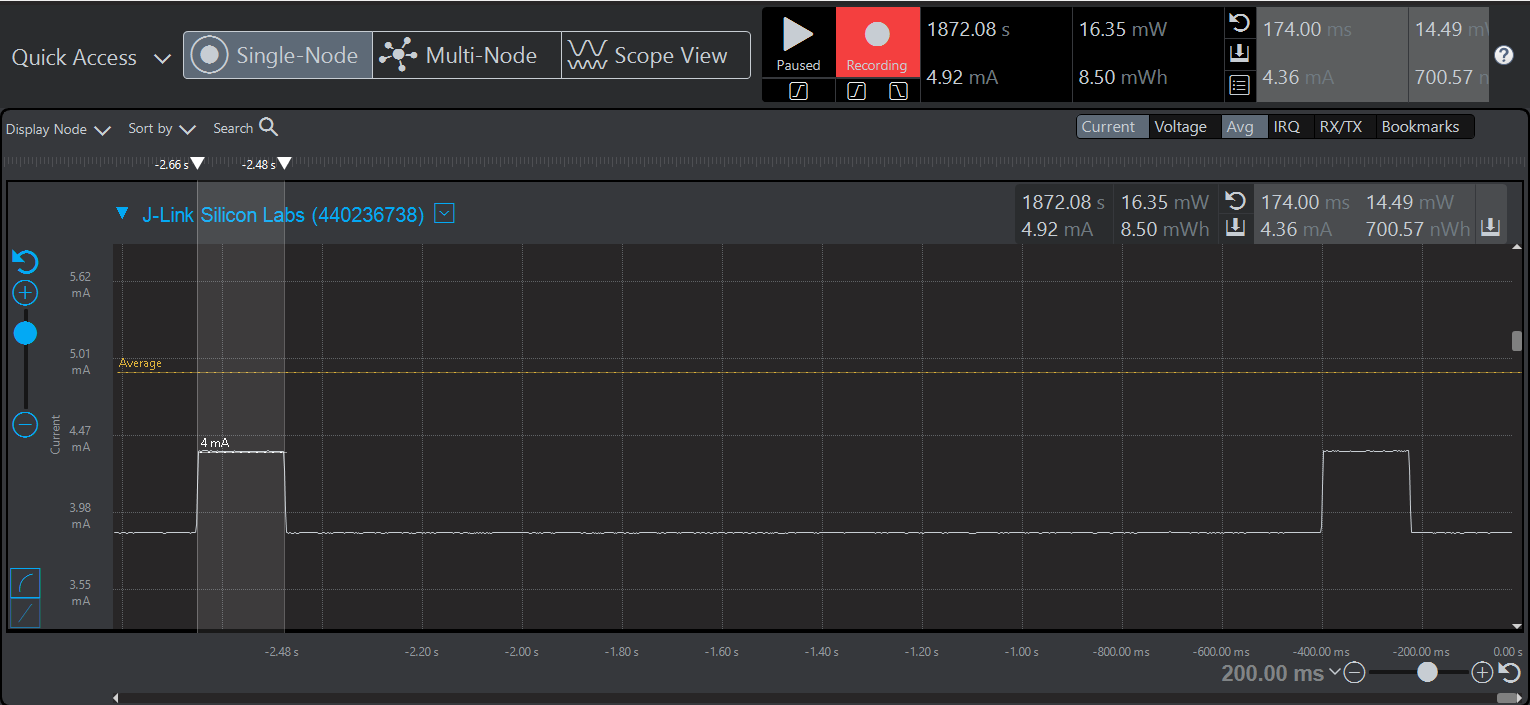 Quick Access
Single-Node
Multi-Node
Scope View
Paused
Recording
1872.08 s
4.92 mA
16.35 mW
8.50 mWh
174.00 ms
4.36 mA
14.49 mW
700.57 n
Display Node
Sort by
Search
Current
Voltage
Avg
IRQ
RX/TX
Bookmarks
-2.66 s
-2.48 s
J-Link Silicon Labs (440236738)
1872.08 s
16.35 mW
4.92 mA
8.50 mWh
174.00 ms
14.49 mW
4.36 mA
700.57 nWh
5.62
mA
5.01
mA
Average
4.47
mA
Current
4 mA
3.98
mA
3.55
mA
-2.48 s
-2.20 s
-2.00 s
-1.80 s
-1.60 s
-1.40 s
-1.20 s
-1.00 s
-800.00 ms
-600.00 ms
-400.00 ms
-200.00 ms
0.00 s
200.00 ms